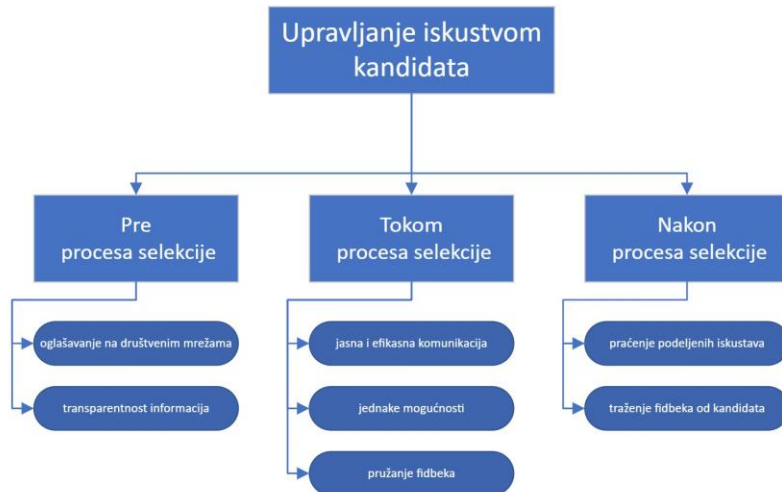 Upravljanje iskustvom
kandidata
Pre
procesa selekcije
Tokom
procesa selekcije
Nakon
procesa selekcije
oglašavanje na društvenim mrežama
transparentnost informacija
jasna i efikasna komunikacija
jednake mogućnosti
pružanje fidbeka
praćenje podeljenih iskustava
traženje fidbeka od kandidata